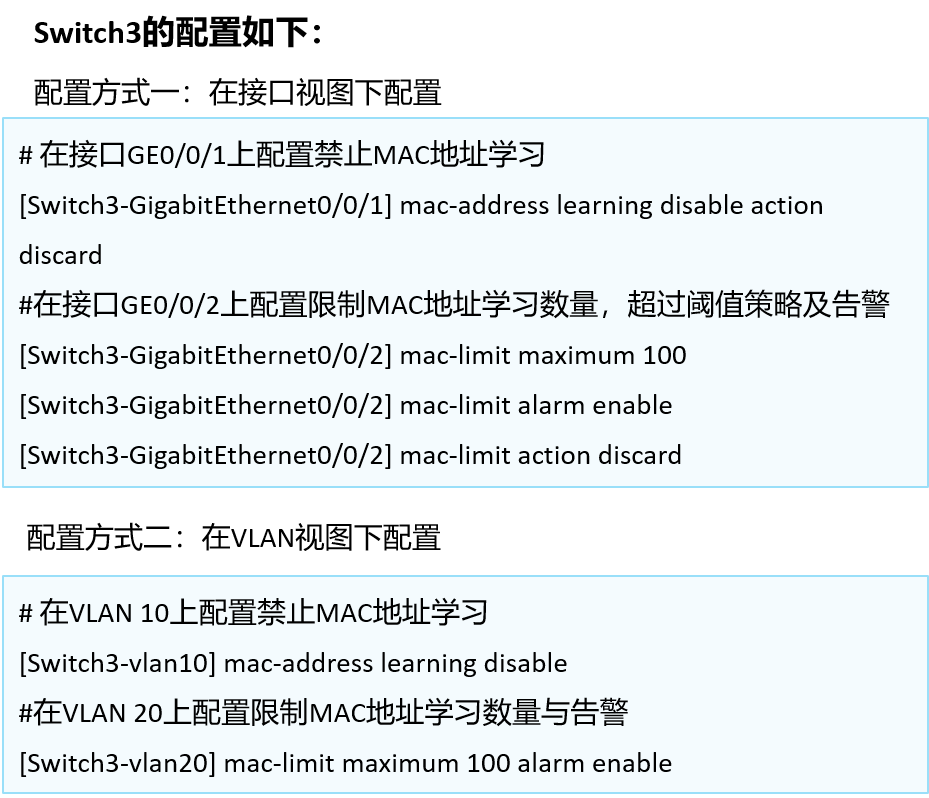 Switch3的配置如下：
配置方式一：在接口视图下配置
# 在接口GE0/0/1上配置禁止MAC地址学习
[Switch3-GigabitEthernet0/0/1] mac-address learning disable action
discard
#在接口GE0/0/2上配置限制MAC地址学习数量，超过阈值策略及告警
[Switch3-GigabitEthernet0/0/2] mac-limit maximum 100
[Switch3-GigabitEthernet0/0/2] mac-limit alarm enable
[Switch3-GigabitEthernet0/0/2] mac-limit action discard
配置方式二：在VLAN视图下配置
# 在VLAN 10上配置禁止MAC地址学习
[Switch3-vlan10] mac-address learning disable
#在VLAN 20上配置限制MAC地址学习数量与告警
[Switch3-vlan20] mac-limit maximum 100 alarm enable